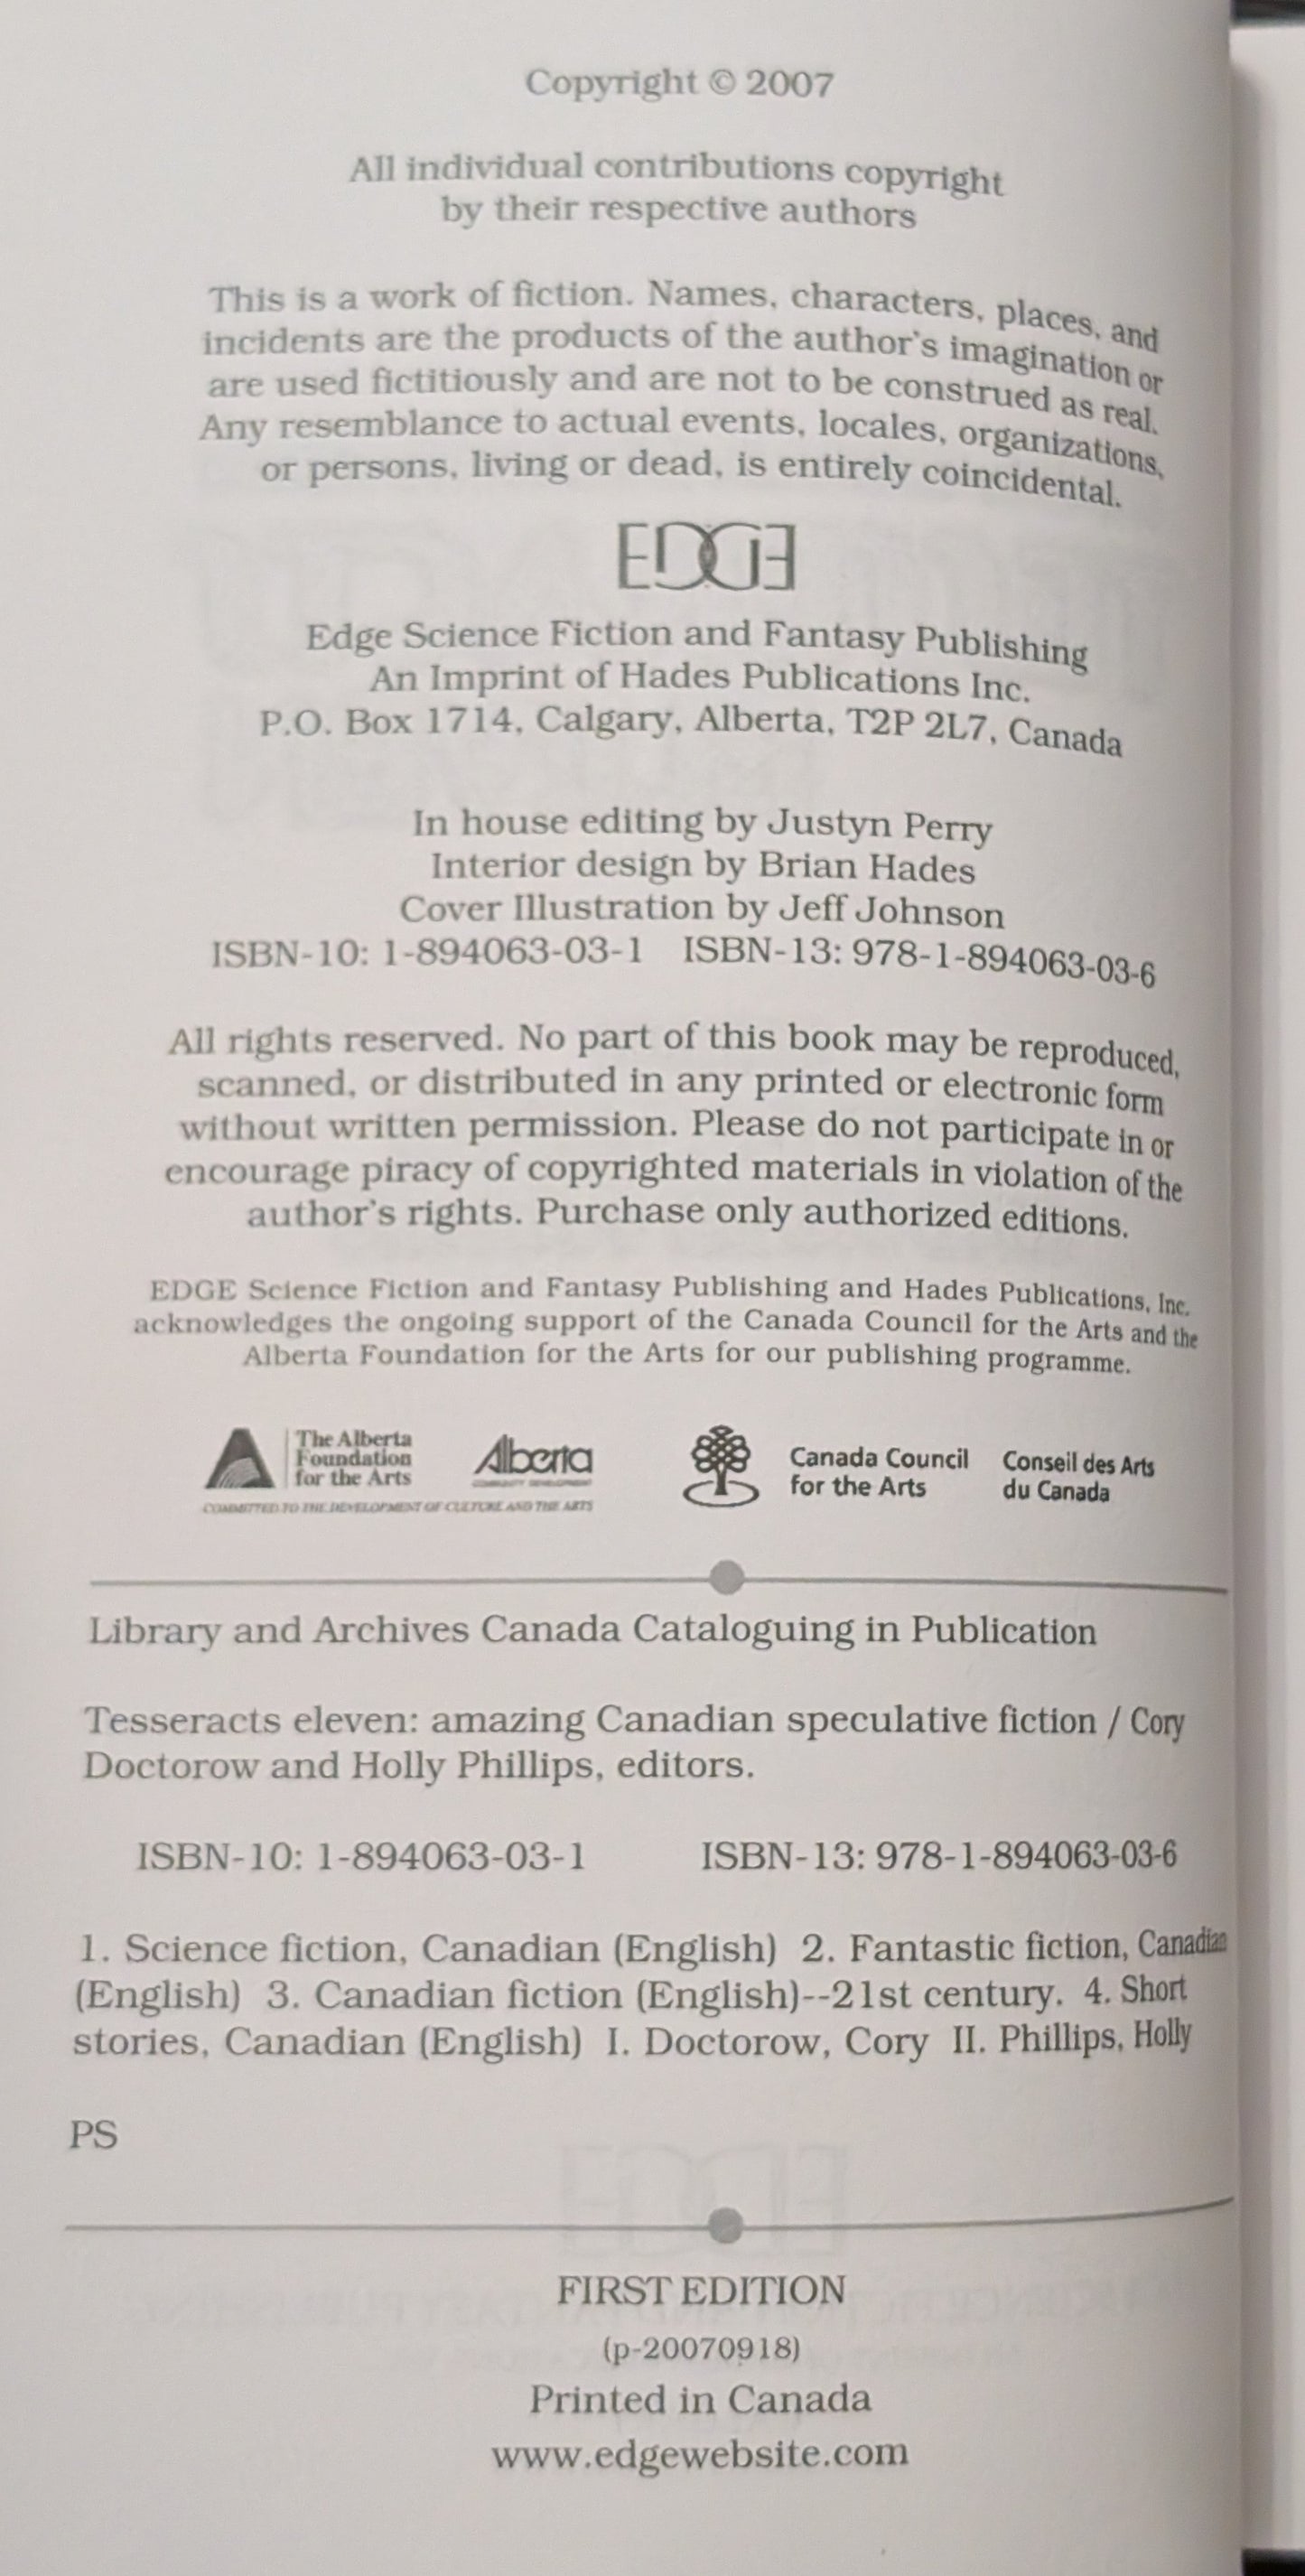 Copyright © 2007
All individual contributions copyright
by their respective authors
This is a work of fiction. Names, characters, places, and
incidents are the products of the author's imagination or
are used fictitiously and are not to be construed as real.
Any resemblance to actual events, locales, organizations,
or persons, living or dead, is entirely coincidental.
EDGE
Edge Science Fiction and Fantasy Publishing
An Imprint of Hades Publications Inc.
P.O. Box 1714, Calgary, Alberta, T2P 2L7, Canada
In house editing by Justyn Perry
Interior design by Brian Hades
Cover Illustration by Jeff Johnson
ISBN-10: 1-894063-03-1 ISBN-13: 978-1-894063-03-6
All rights reserved. No part of this book may be reproduced,
scanned, or distributed in any printed or electronic form
without written permission. Please do not participate in or
encourage piracy of copyrighted materials in violation of the
author's rights. Purchase only authorized editions.
EDGE Science Fiction and Fantasy Publishing and Hades Publications, Inc.
acknowledges the ongoing support of the Canada Council for the Arts and the
Alberta Foundation for the Arts for our publishing programme.
The Alberta
Foundation
for the Arts
COMMITTED TO THE DEVELOPMENT OF CULTURE AND THE ARTS
Alberta
COMMUNITY DEVELOPMENT
Canada Council
for the Arts
Conseil des Arts
du Canada
Library and Archives Canada Cataloguing in Publication
Tesseracts eleven: amazing Canadian speculative fiction / Cory
Doctorow and Holly Phillips, editors.
ISBN-10: 1-894063-03-1 ISBN-13: 978-1-894063-03-6
1. Science fiction, Canadian (English) 2. Fantastic fiction, Canadian
(English) 3. Canadian fiction (English)--21st century. 4. Short
stories, Canadian (English) I. Doctorow, Cory II. Phillips, Holly
PS
FIRST EDITION
(p-20070918)
Printed in Canada
www.edgewebsite.com